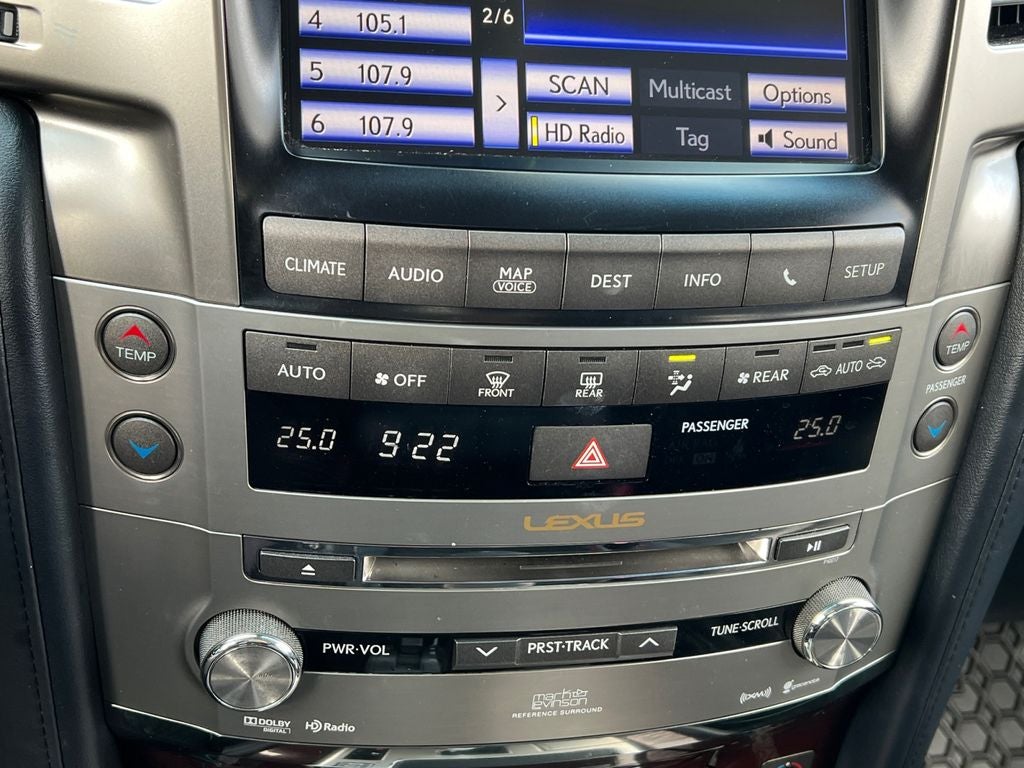 4 105.1 2/6
5 107.9 > SCAN Multicast Options
6 107.9 HD Radio Tag Sound
CLIMATE AUDIO MAP VOICE DEST INFO SETUP
TEMP AUTO OFF FRONT REAR REAR AUTO TEMP
PASSENGER
25.0 9:22 PASSENGER 25.0
LEXUS
PWR·VOL PRST·TRACK TUNE·SCROLL
DOLBY DIGITAL HD Radio mark levinson (XM) gracenote
REFERENCE SURROUND